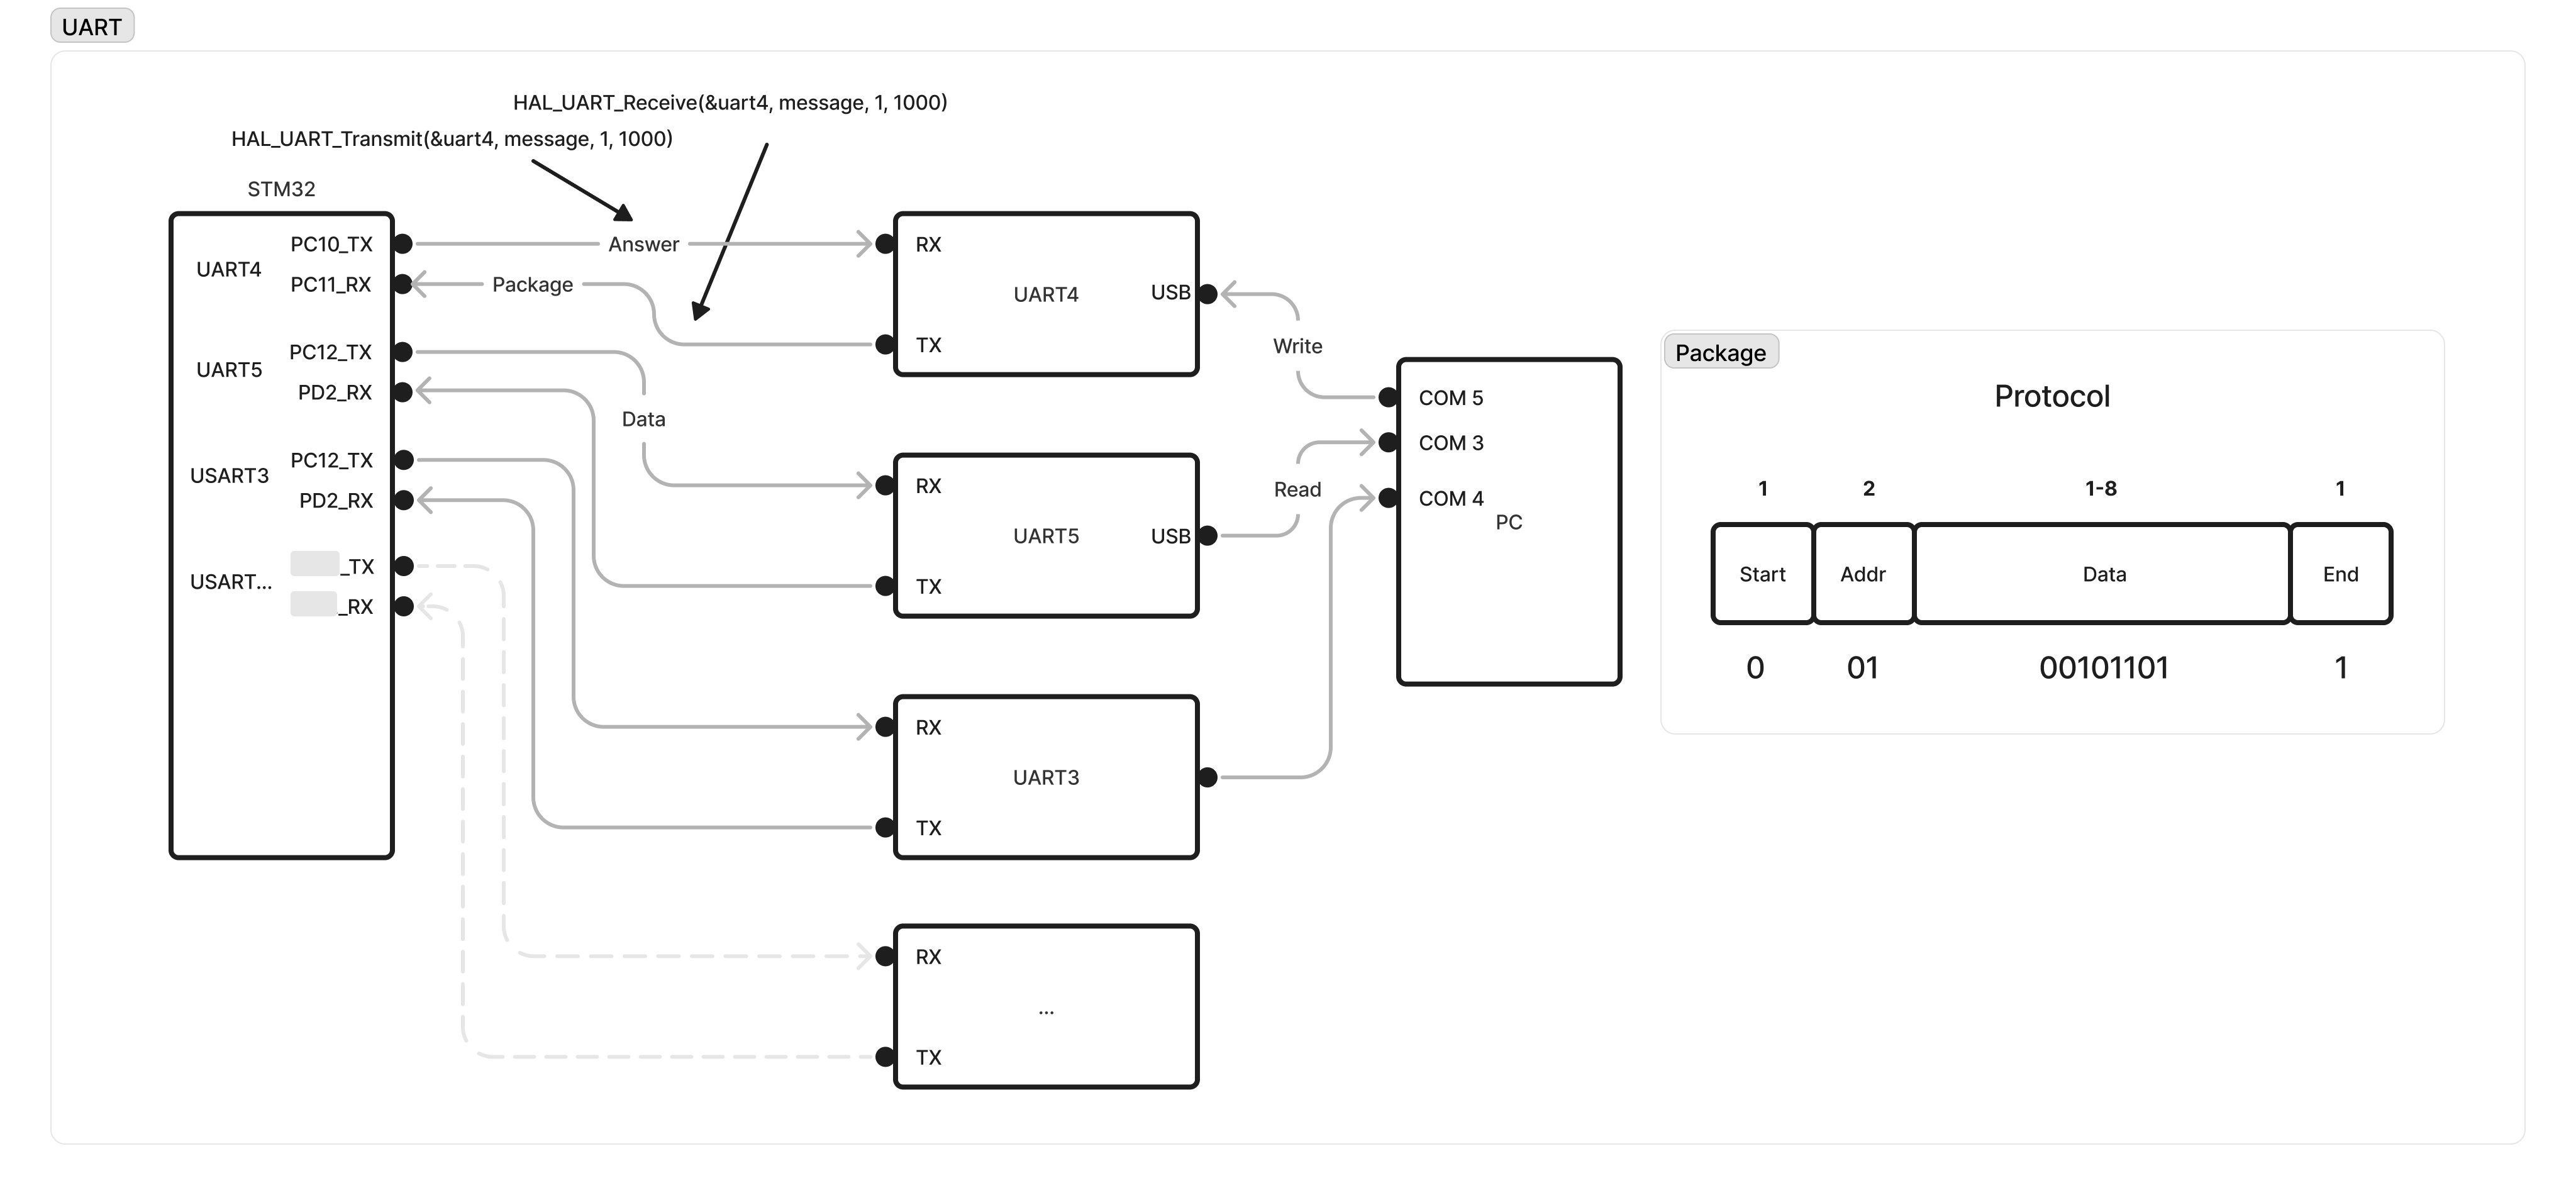 UART
HAL_UART_Receive(&uart4, message, 1, 1000)
HAL_UART_Transmit(&uart4, message, 1, 1000)
STM32
UART4
PC10_TX
PC11_RX
UART5
PC12_TX
PD2_RX
USART3
PC12_TX
PD2_RX
USART...
_TX
_RX
Answer
Package
Data
RX
UART4
USB
TX
RX
UART5
USB
TX
RX
UART3
TX
RX
...
TX
Write
Read
COM 5
COM 3
COM 4
PC
Package
Protocol
1 2 1-8 1
Start Addr Data End
0 01 00101101 1